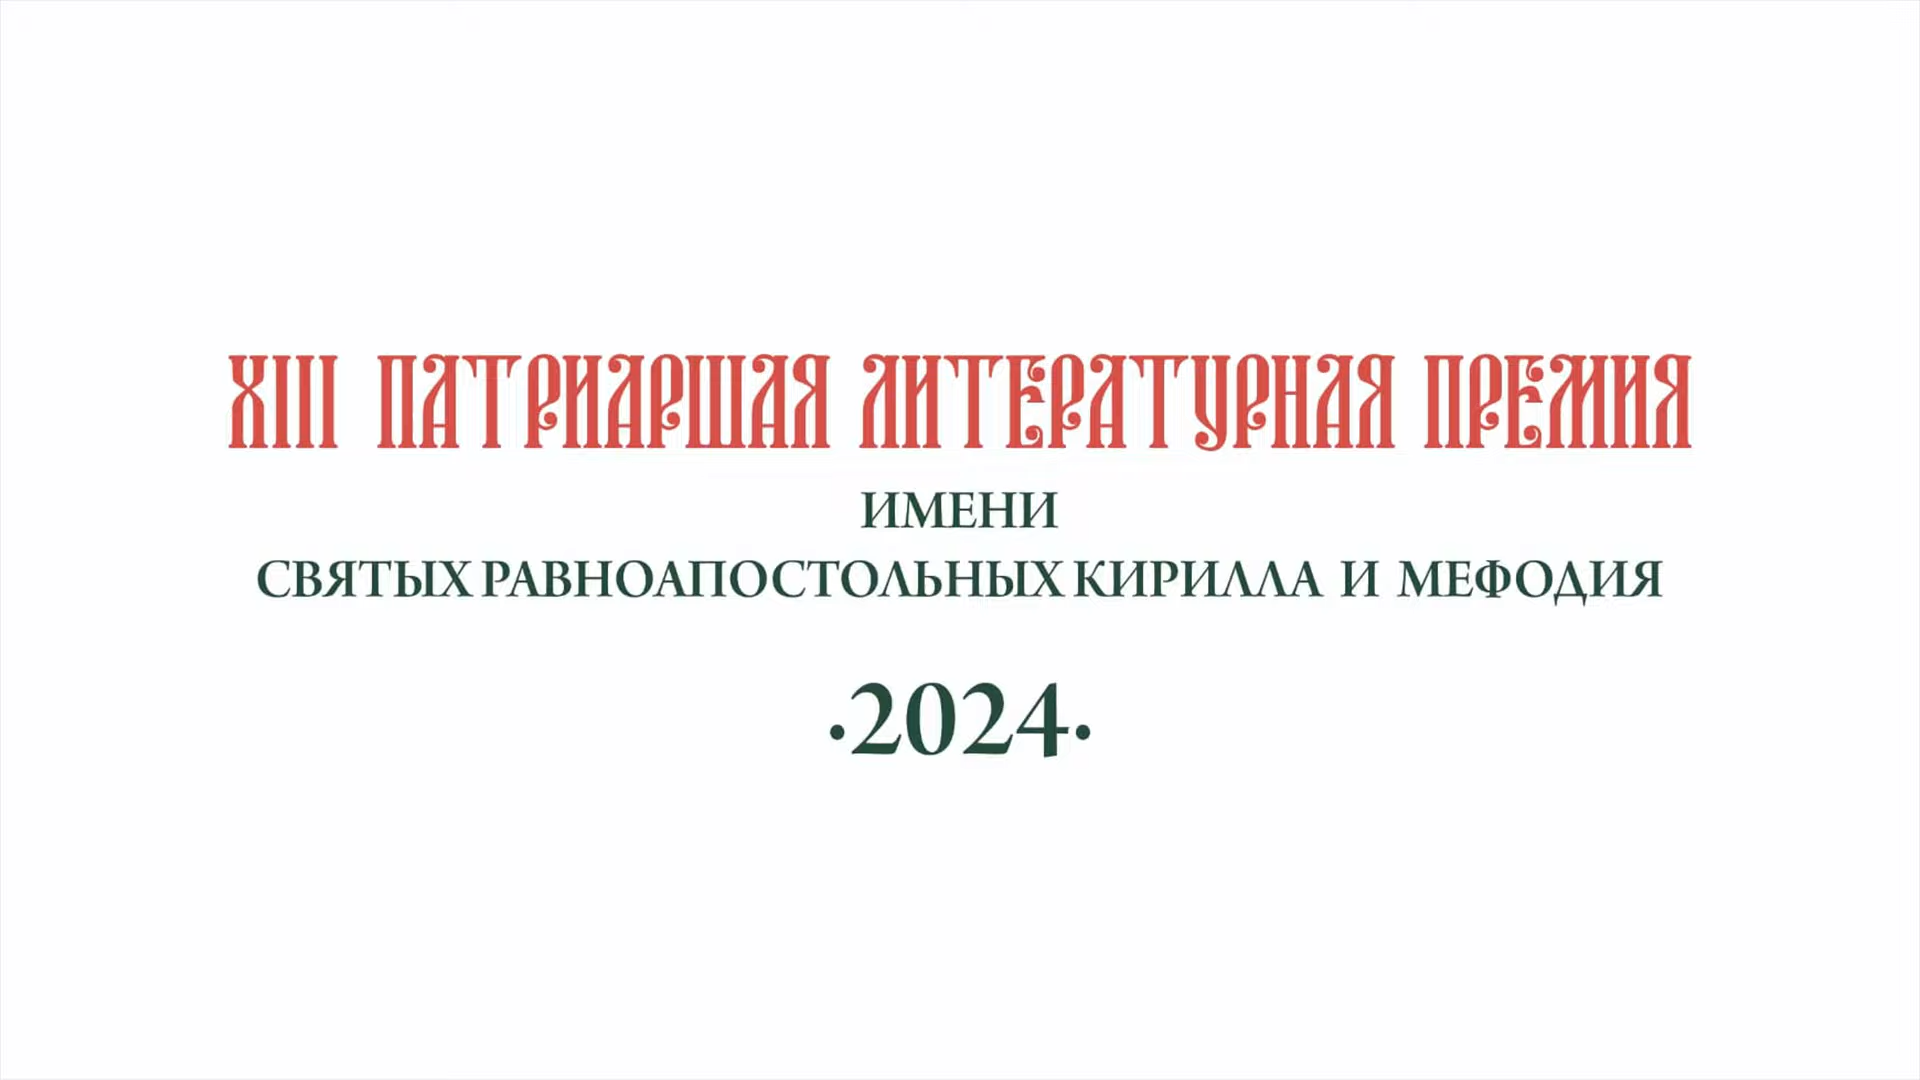 XIII ПАТРИАРШАЯ ЛИТЕРАТУРНАЯ ПРЕМИЯ
ИМЕНИ
СВЯТЫХ РАВНОАПОСТОЛЬНЫХ КИРИЛЛА И МЕФОДИЯ
·2024·